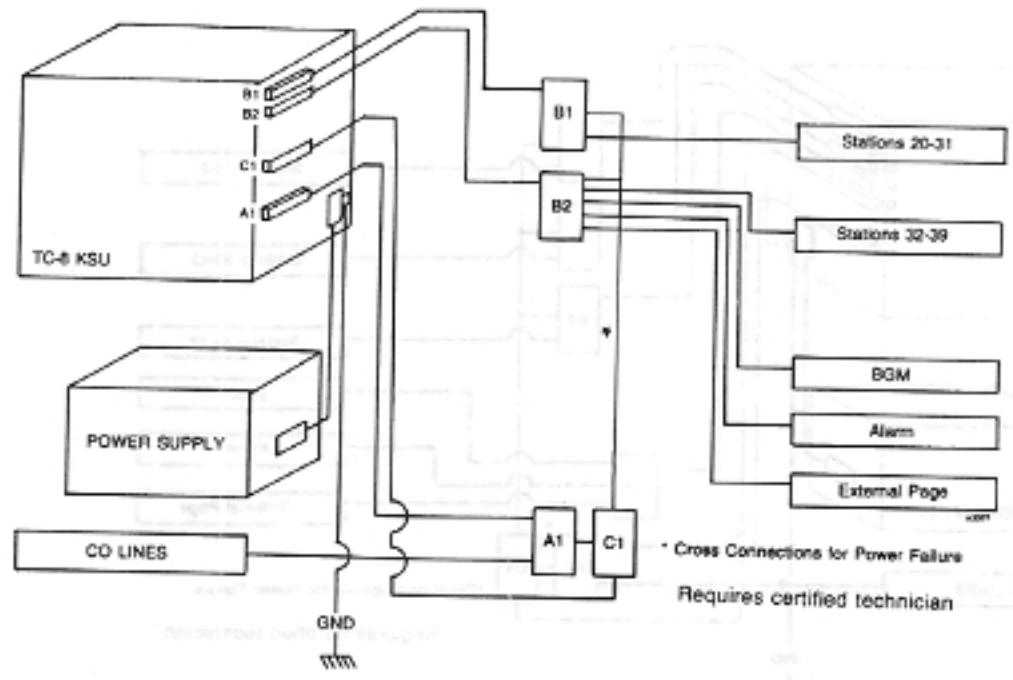 B1
B2
C1
A1
TC-8 KSU
B1
Stations 20-31
B2
Stations 32-39
POWER SUPPLY
BGM
Alarm
External Page
CO LINES
A1
C1
* Cross Connections for Power Failure
Requires certified technician
GND